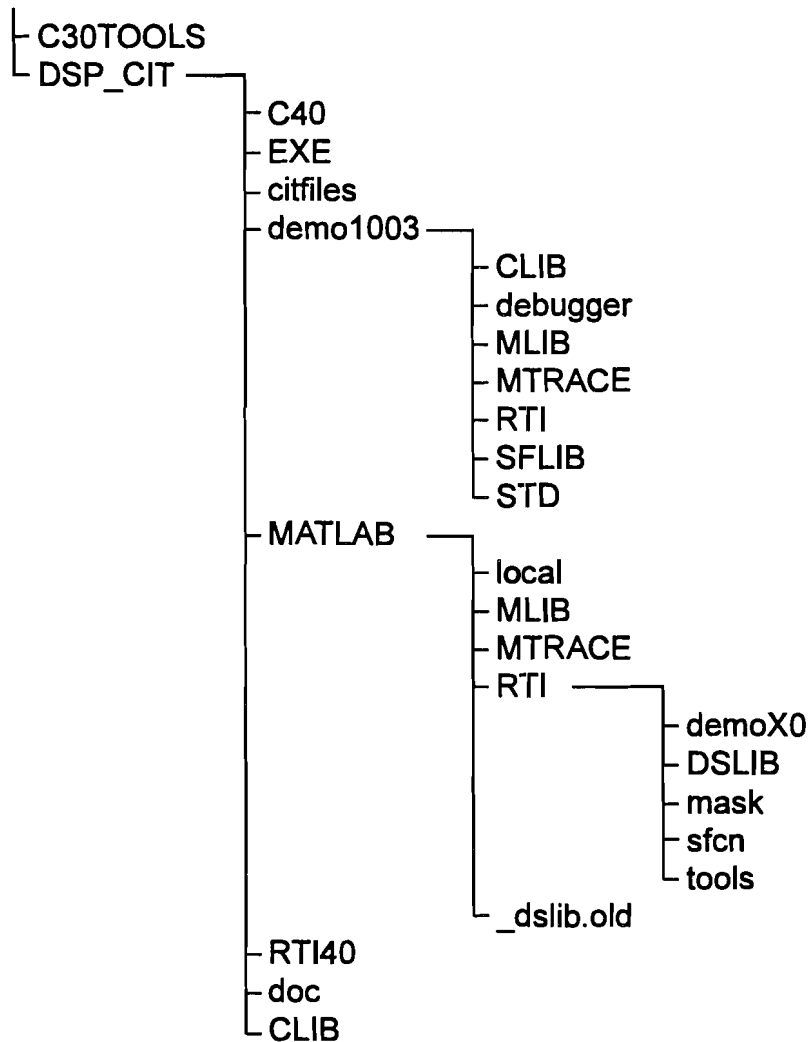 C30TOOLS
DSP_CIT
C40
EXE
citfiles
demo1003
CLIB
debugger
MLIB
MTRACE
RTI
SFLIB
STD
MATLAB
local
MLIB
MTRACE
RTI
demoX0
DSLIB
mask
sfcn
tools
_dslib.old
RTI40
doc
CLIB